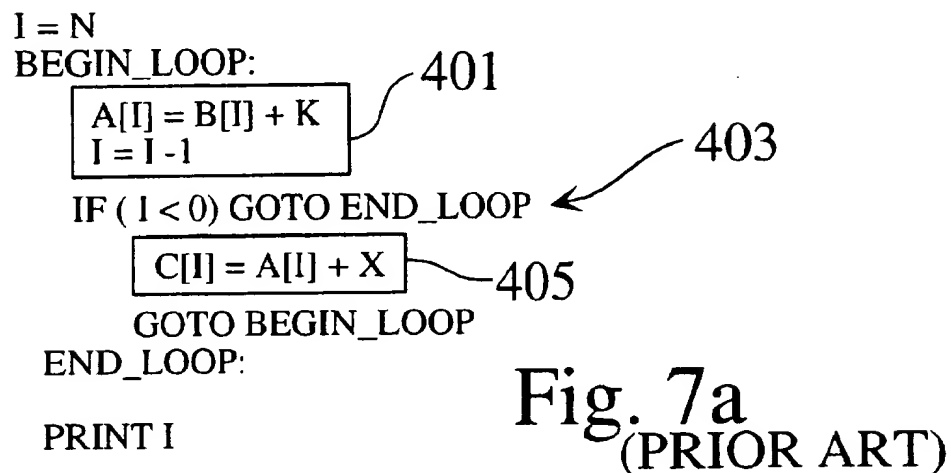 I = N
BEGIN_LOOP:
401
A[I] = B[I] + K
I = I -1
403
IF ( I < 0) GOTO END_LOOP
C[I] = A[I] + X
405
GOTO BEGIN_LOOP
END_LOOP:
Fig. 7a
PRINT I
(PRIOR ART)